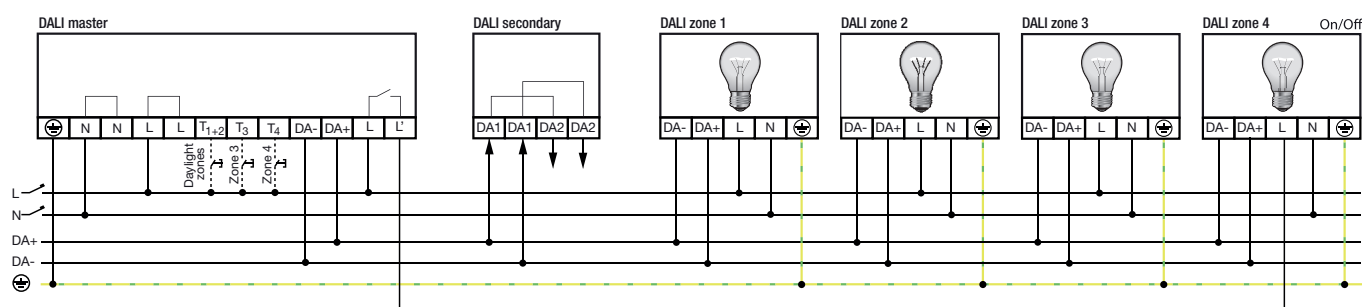 DALI master
DALI secondary
DALI zone 1
DALI zone 2
DALI zone 3
DALI zone 4
On/Off
N N L L T1+2 T3 T4 DA- DA+ L L'
DA1 DA1 DA2 DA2
DA- DA+ L N
DA- DA+ L N
DA- DA+ L N
DA- DA+ L N
Daylight
zones
Zone 3
Zone 4
L
N
DA+
DA-